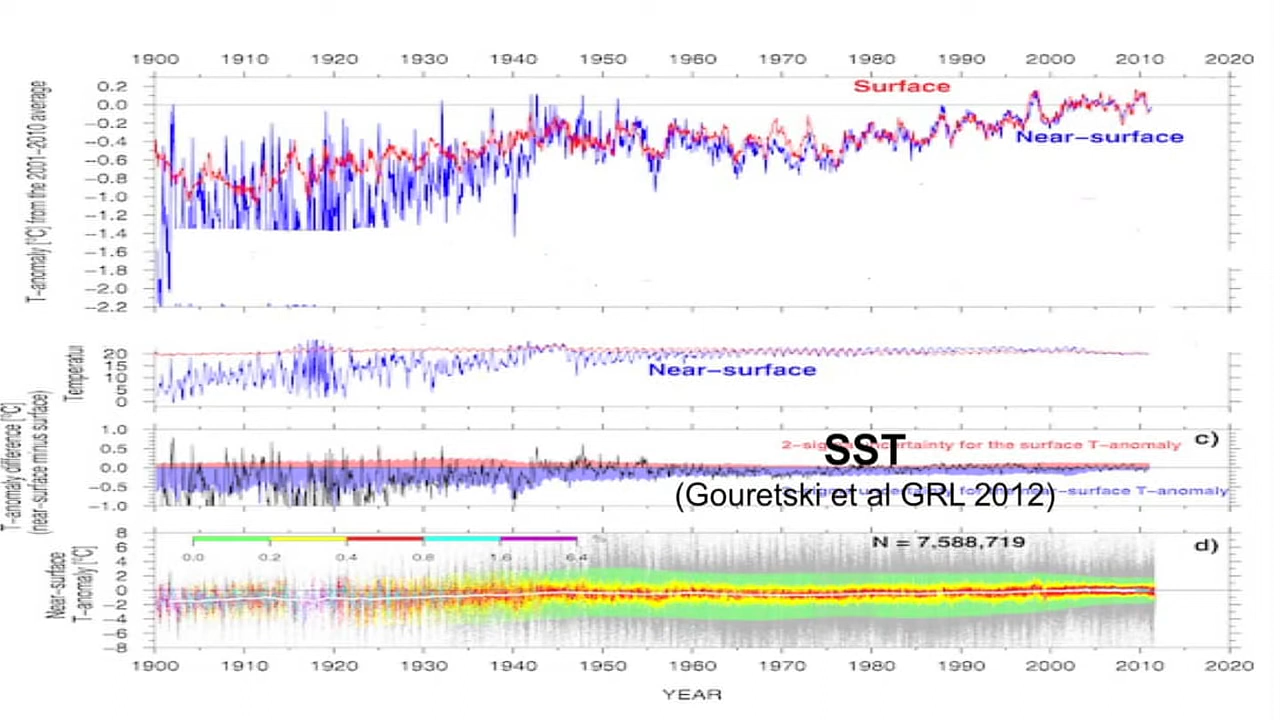 1900 1910 1920 1930 1940 1950 1960 1970 1980 1990 2000 2010 2020
T-anomaly [°C] from the 2001-2010 average
0.2
0.0
-0.2
-0.4
-0.6
-0.8
-1.0
-1.2
-1.4
-1.6
-1.8
-2.0
-2.2
Surface
Near-surface
Temperatur
20
15
10
5
0
Near-surface
T-anomaly difference [°C]
(near-surface minus surface)
1.0
0.5
0.0
-0.5
-1.0
c)
for the surface T-anomaly
SST
(Gouretski et al GRL 2012)
-surface T-anomaly
Near-surface
T-anomaly [°C]
8
6
4
2
0
-2
-4
-6
-8
0.0 0.2 0.4 0.8 1.6 6.4
N = 7,588,719
d)
1900 1910 1920 1930 1940 1950 1960 1970 1980 1990 2000 2010 2020
YEAR